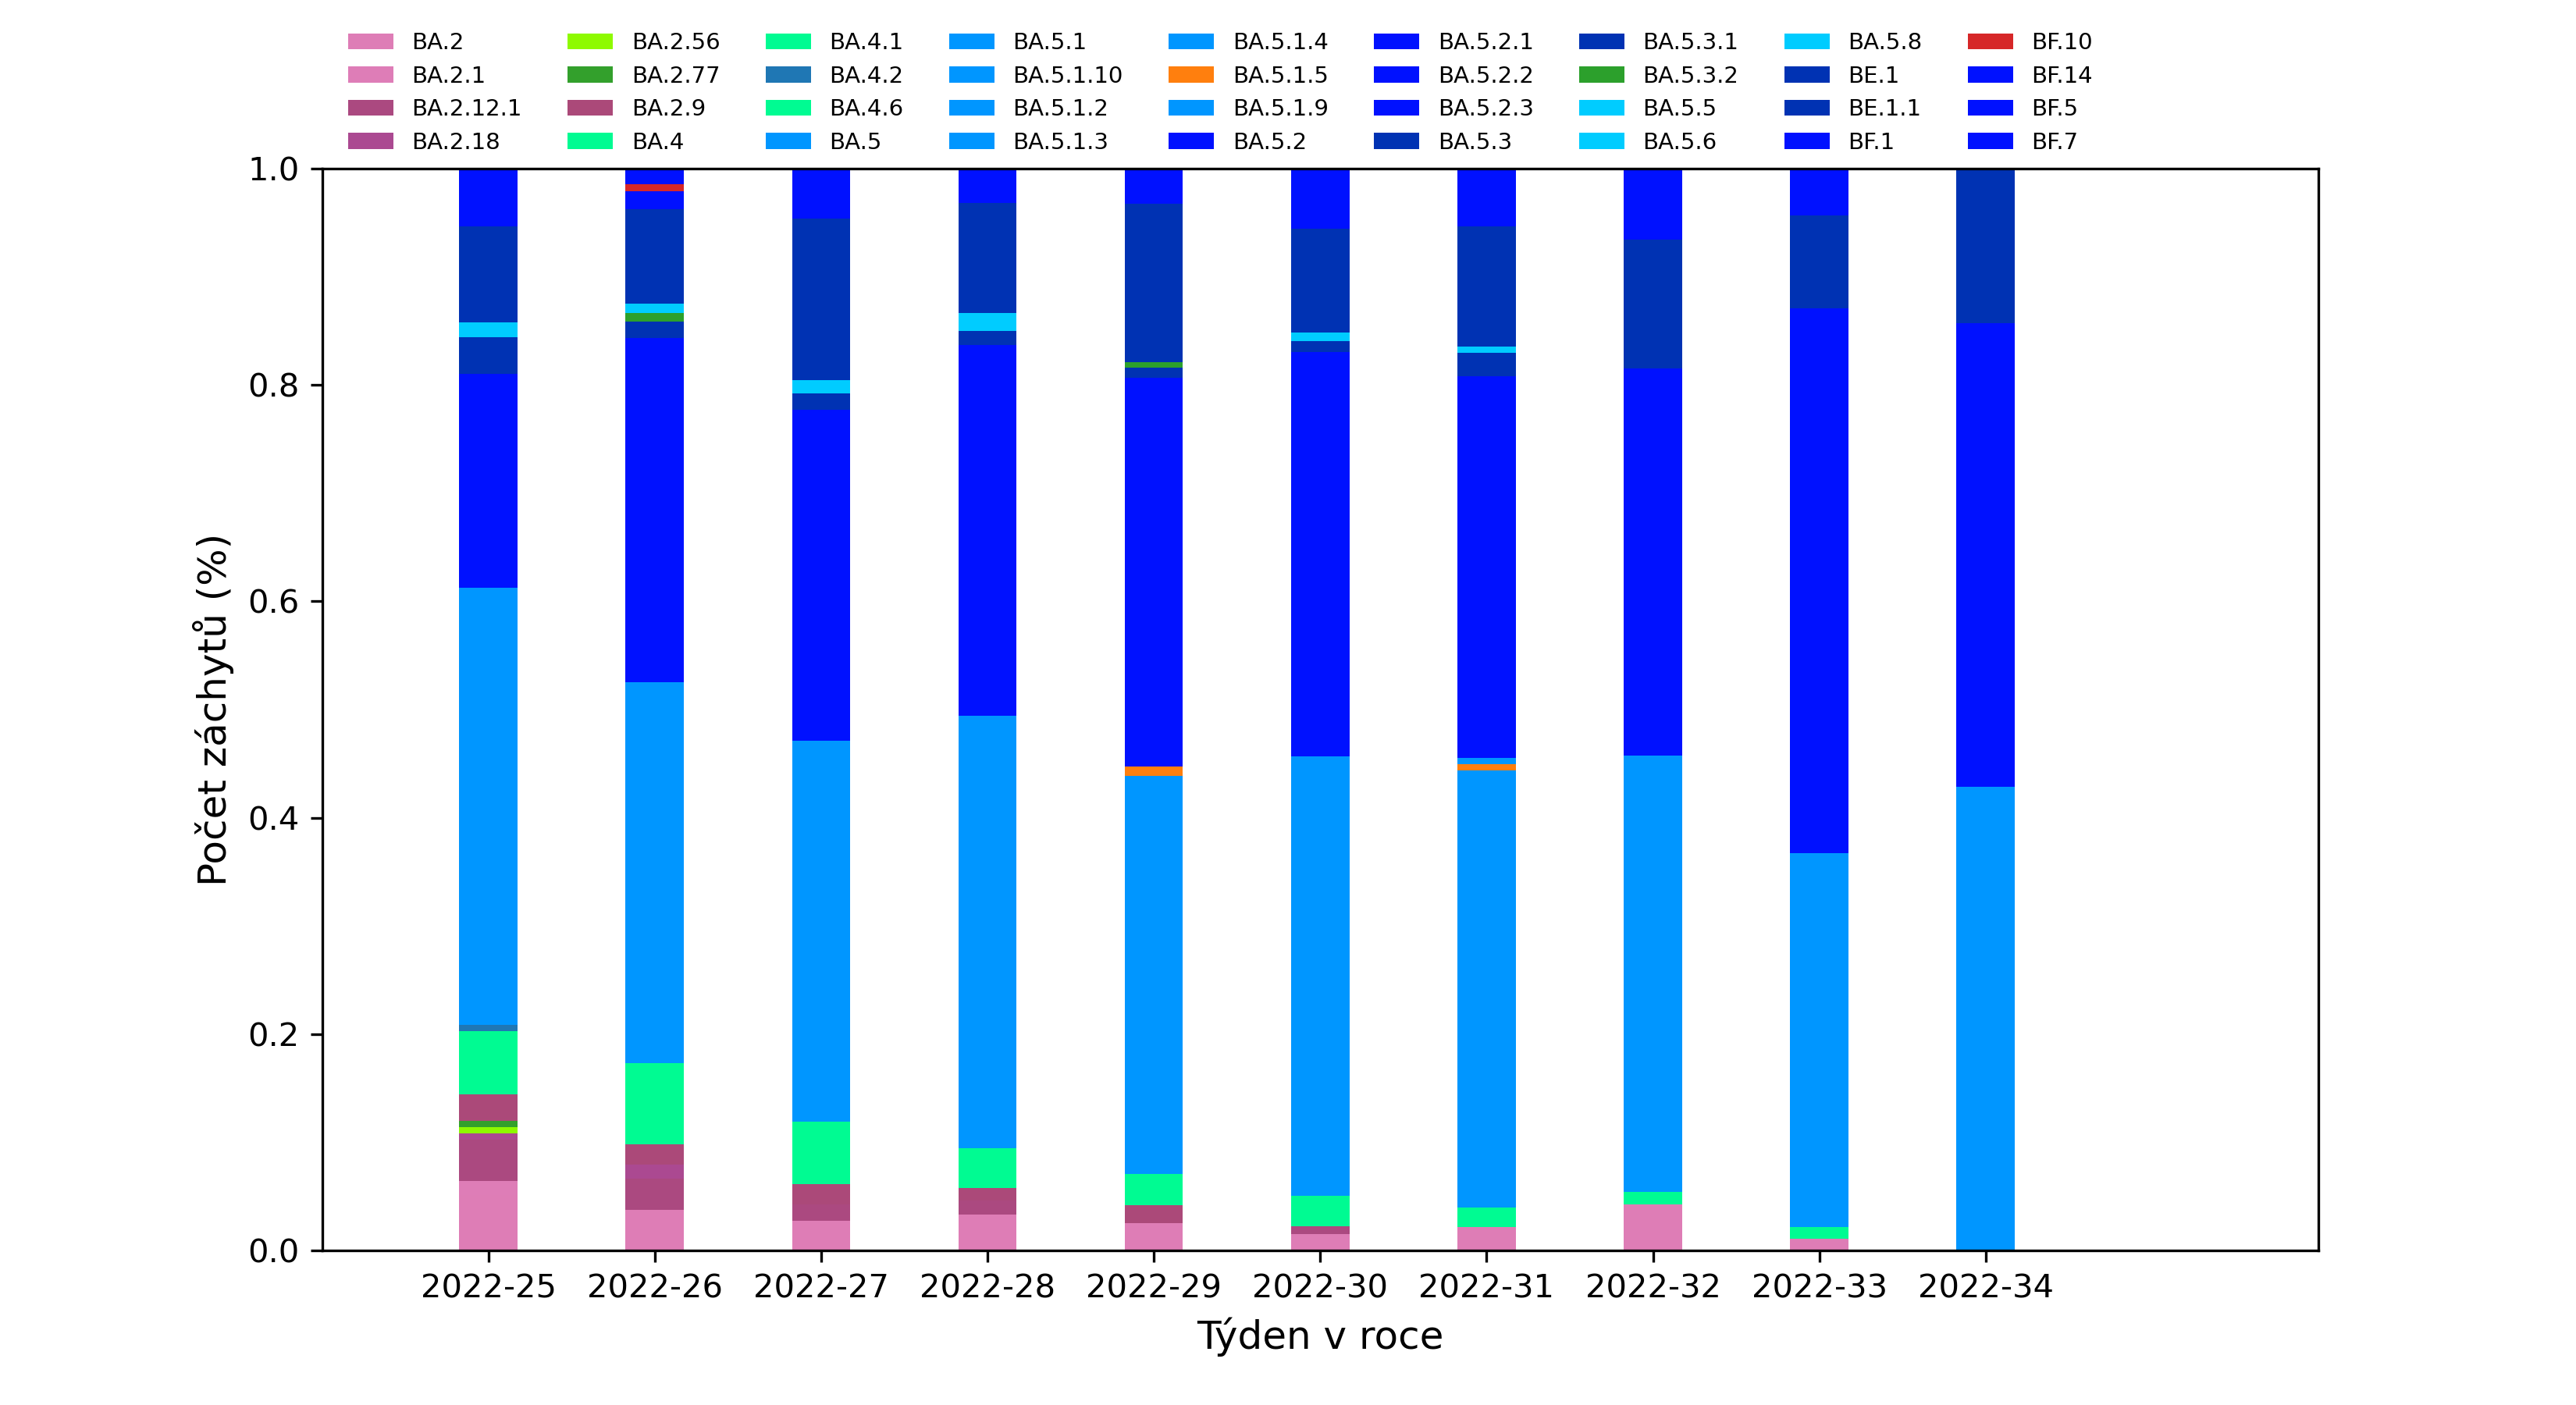 BA.2 BA.2.56 BA.4.1 BA.5.1 BA.5.1.4 BA.5.2.1 BA.5.3.1 BA.5.8 BF.10
BA.2.1 BA.2.77 BA.4.2 BA.5.1.10 BA.5.1.5 BA.5.2.2 BA.5.3.2 BE.1 BF.14
BA.2.12.1 BA.2.9 BA.4.6 BA.5.1.2 BA.5.1.9 BA.5.2.3 BA.5.5 BE.1.1 BF.5
BA.2.18 BA.4 BA.5 BA.5.1.3 BA.5.2 BA.5.3 BA.5.6 BF.1 BF.7
1.0
0.8
0.6
0.4
0.2
0.0
Počet záchytů (%)
2022-25 2022-26 2022-27 2022-28 2022-29 2022-30 2022-31 2022-32 2022-33 2022-34
Týden v roce